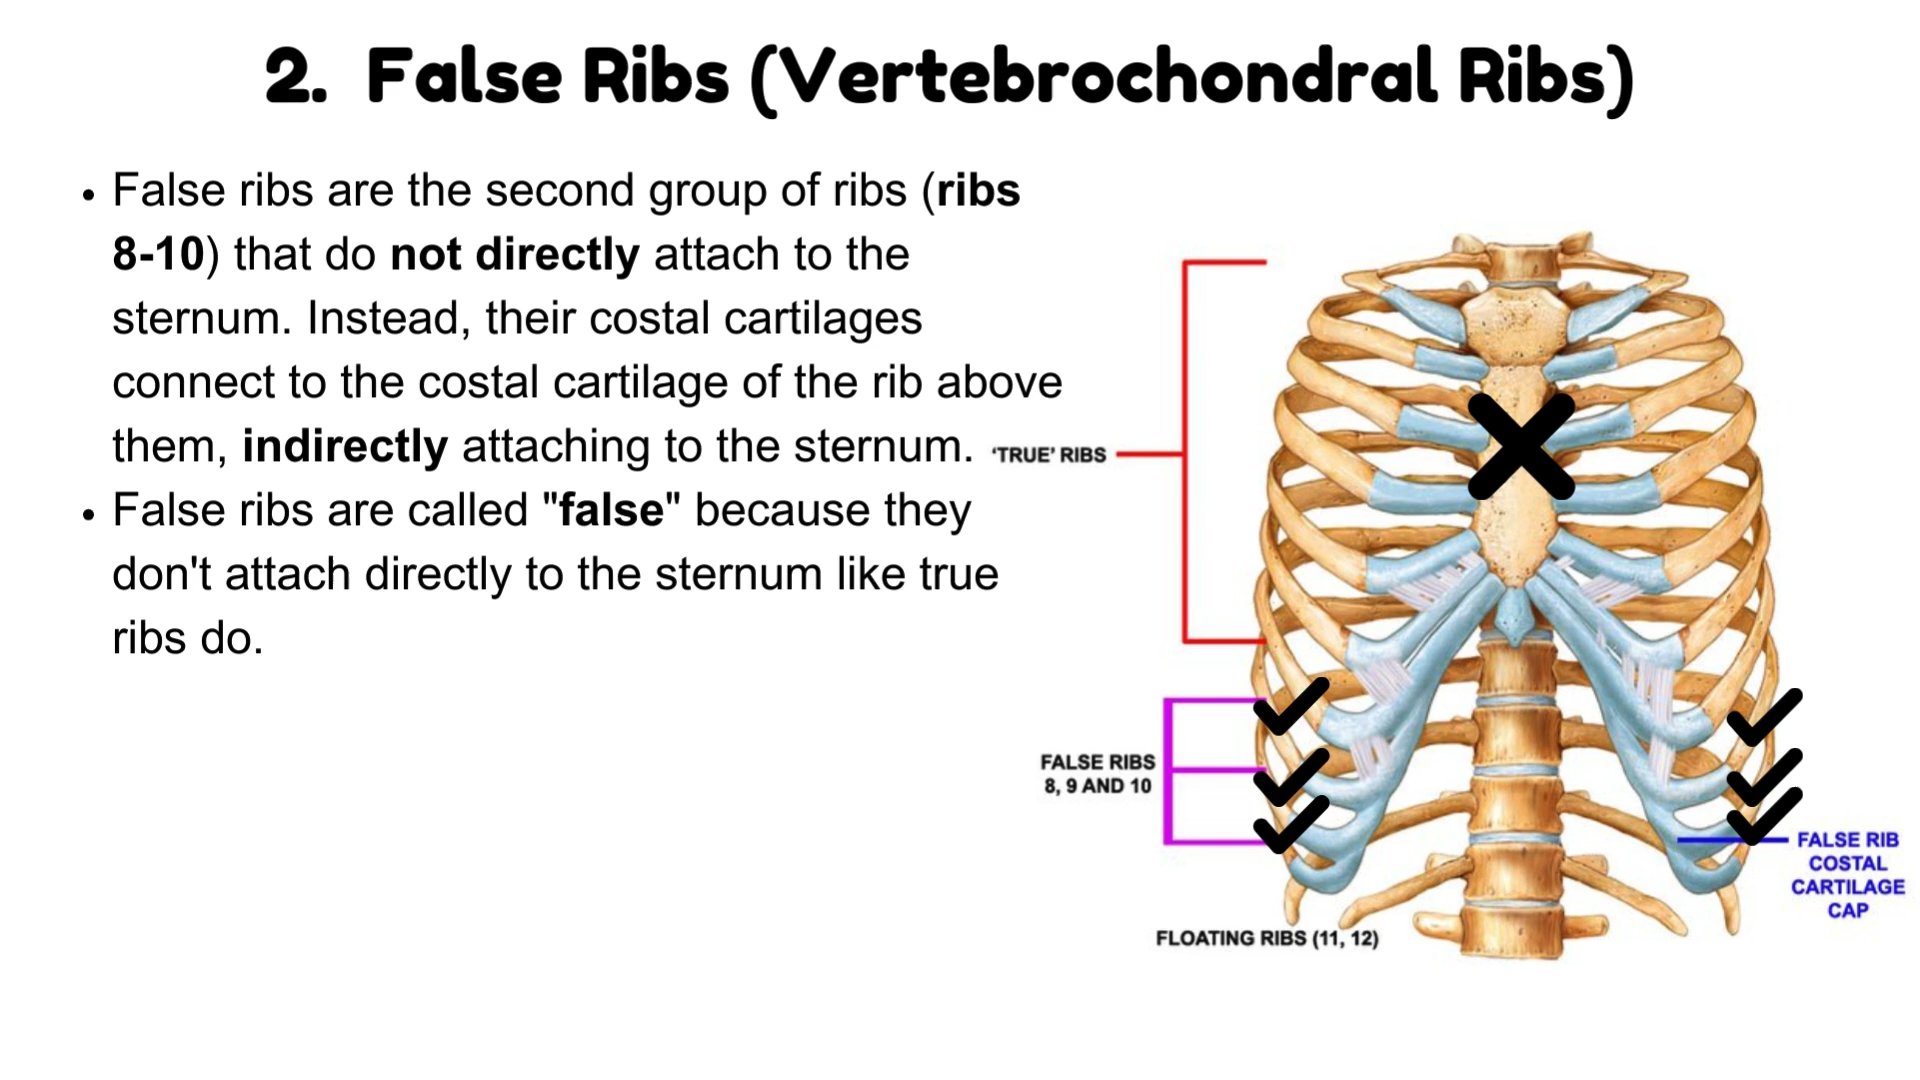 2. False Ribs (Vertebrochondral Ribs)
• False ribs are the second group of ribs (ribs
8-10) that do not directly attach to the
sternum. Instead, their costal cartilages
connect to the costal cartilage of the rib above
them, indirectly attaching to the sternum.
• False ribs are called "false" because they
don't attach directly to the sternum like true
ribs do.
‘TRUE’ RIBS
FALSE RIBS
8, 9 AND 10
FALSE RIB
COSTAL
CARTILAGE
CAP
FLOATING RIBS (11, 12)